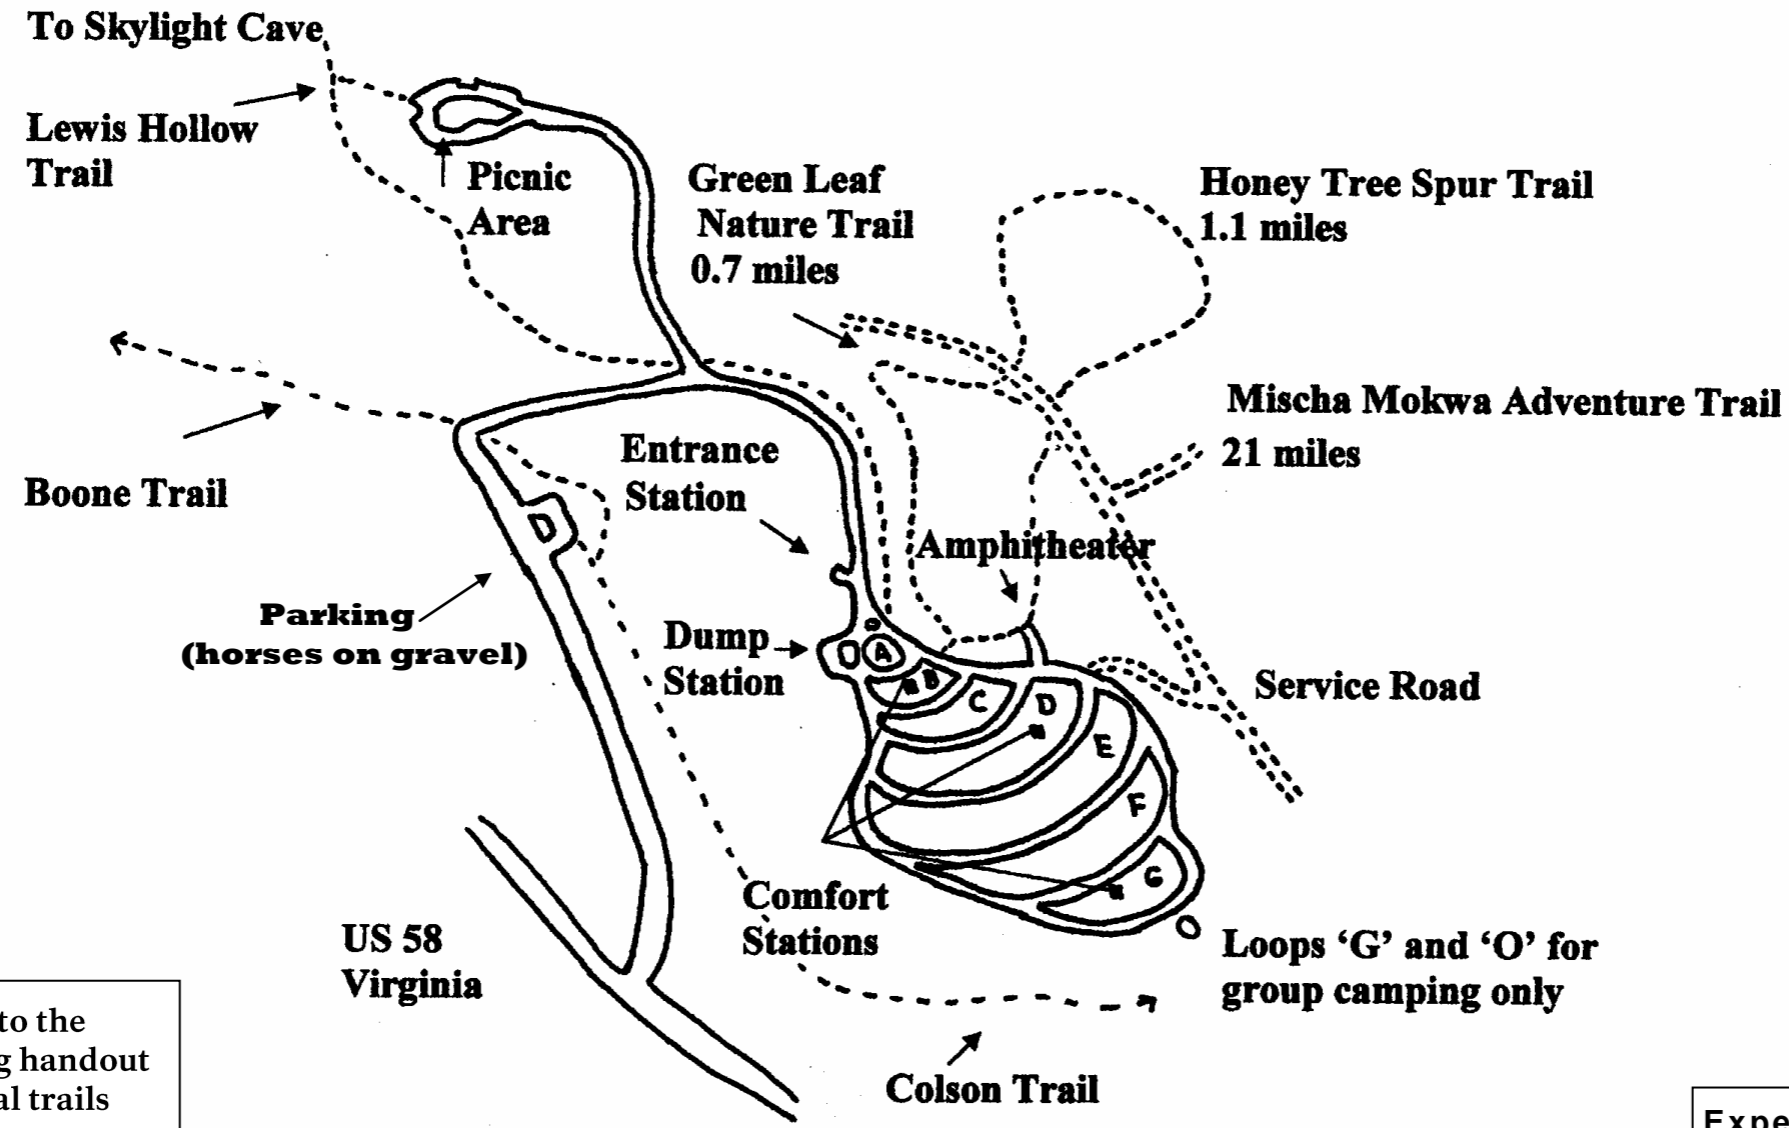 To Skylight Cave
Lewis Hollow
Trail
Picnic
Area
Green Leaf
Nature Trail
0.7 miles
Honey Tree Spur Trail
1.1 miles
Mischa Mokwa Adventure Trail
21 miles
Boone Trail
Entrance
Station
Amphitheater
Parking
(horses on gravel)
Dump
Station
A
B
C
D
E
F
G
Service Road
Comfort
Stations
US 58
Virginia
Loops ‘G’ and ‘O’ for
group camping only
Colson Trail
to the
g handout
al trails
Expe